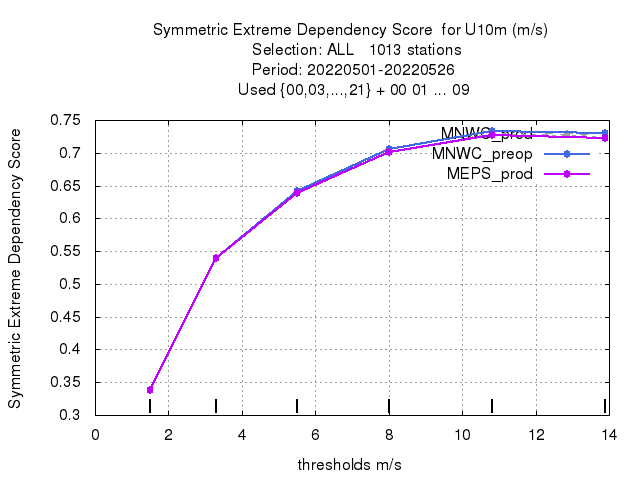 Symmetric Extreme Dependency Score  for U10m (m/s)
Selection: ALL   1013 stations
Period: 20220501-20220526
Used {00,03,...,21} + 00 01 ... 09
Symmetric Extreme Dependency Score
0.75
0.7
0.65
0.6
0.55
0.5
0.45
0.4
0.35
0.3
MNWC_prod
MNWC_preop
MEPS_prod
0 2 4 6 8 10 12 14
thresholds m/s